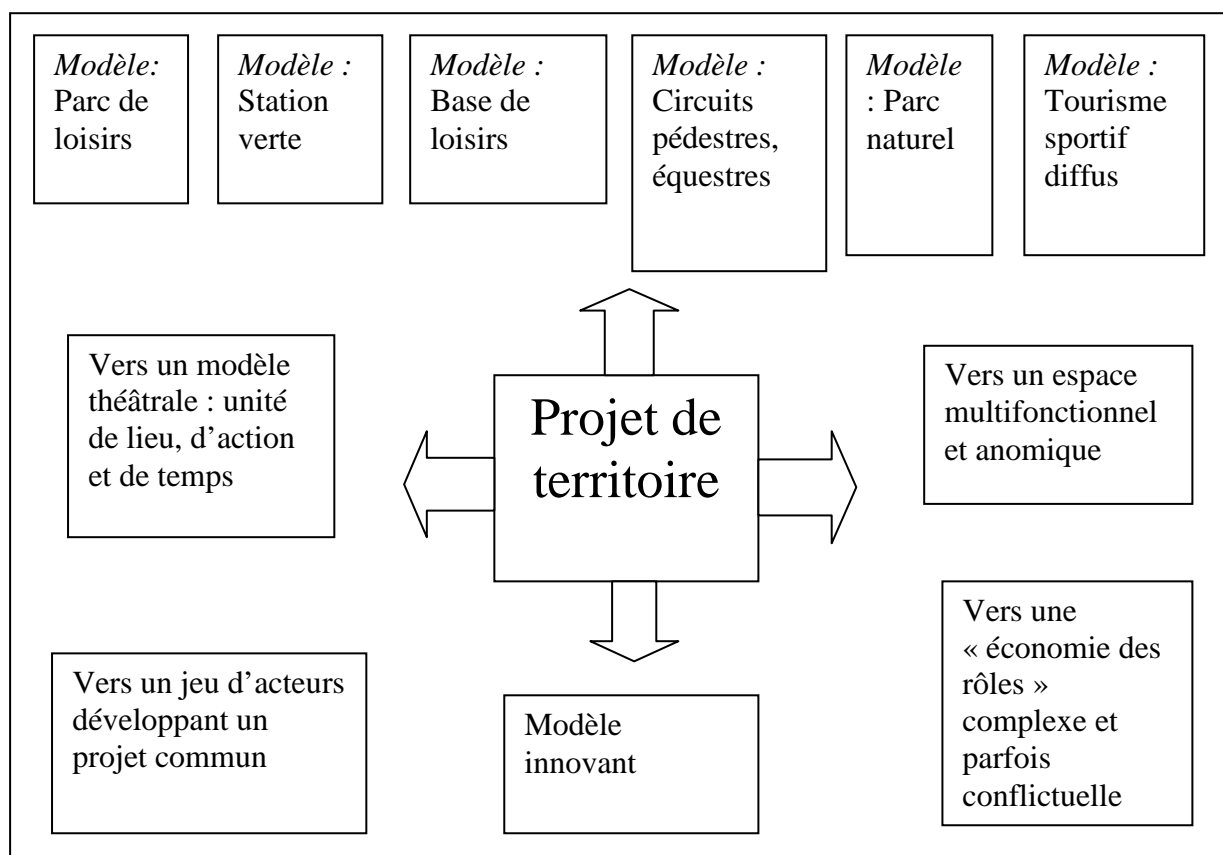 Modèle:
Parc de
loisirs
Modèle :
Station
verte
Modèle :
Base de
loisirs
Modèle :
Circuits
pédestres,
équestres
Modèle
: Parc
naturel
Modèle :
Tourisme
sportif
diffus
Vers un modèle
théâtrale : unité
de lieu, d’action
et de temps
Projet de
territoire
Vers un espace
multifonctionnel
et anomique
Vers un jeu d’acteurs
développant un
projet commun
Modèle
innovant
Vers une
« économie des
rôles »
complexe et
parfois
conflictuelle